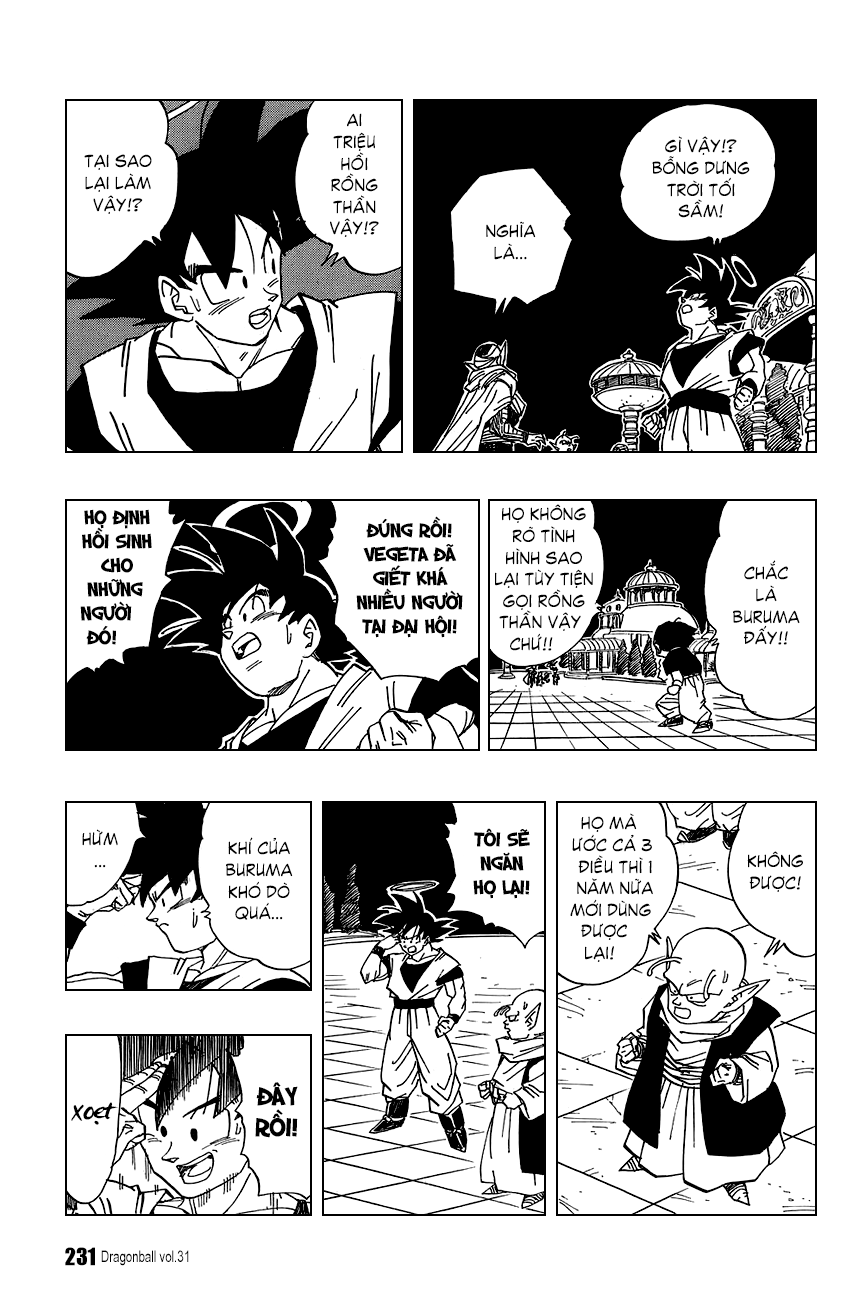 GÌ VẬY!?
BỖNG DƯNG
TRỜI TỐI
SẦM!
NGHĨA
LÀ...
AI
TRIỆU
HỒI
RỒNG
THẦN
VẬY!?
TẠI SAO
LẠI LÀM
VẬY!?
CHẮC
LÀ
BURUMA
ĐẤY!!
HỌ KHÔNG
RÕ TÌNH
HÌNH SAO
LẠI TÙY TIỆN
GỌI RỒNG
THẦN VẬY
CHỨ!!
ĐÚNG RỒI!
VEGETA ĐÃ
GIẾT KHÁ
NHIỀU NGƯỜI
TẠI ĐẠI HỘI!
HỌ ĐỊNH
HỒI SINH
CHO
NHỮNG
NGƯỜI
ĐÓ!
KHÔNG
ĐƯỢC!
HỌ MÀ
ƯỚC CẢ 3
ĐIỀU THÌ 1
NĂM NỮA
MỚI DÙNG
ĐƯỢC
LẠI!
TÔI SẼ
NGĂN
HỌ LẠI!
KHÍ CỦA
BURUMA
KHÓ DÒ
QUÁ...
HỪM
...
ĐÂY
RỒI!
XOẸT
231 Dragonball vol.31